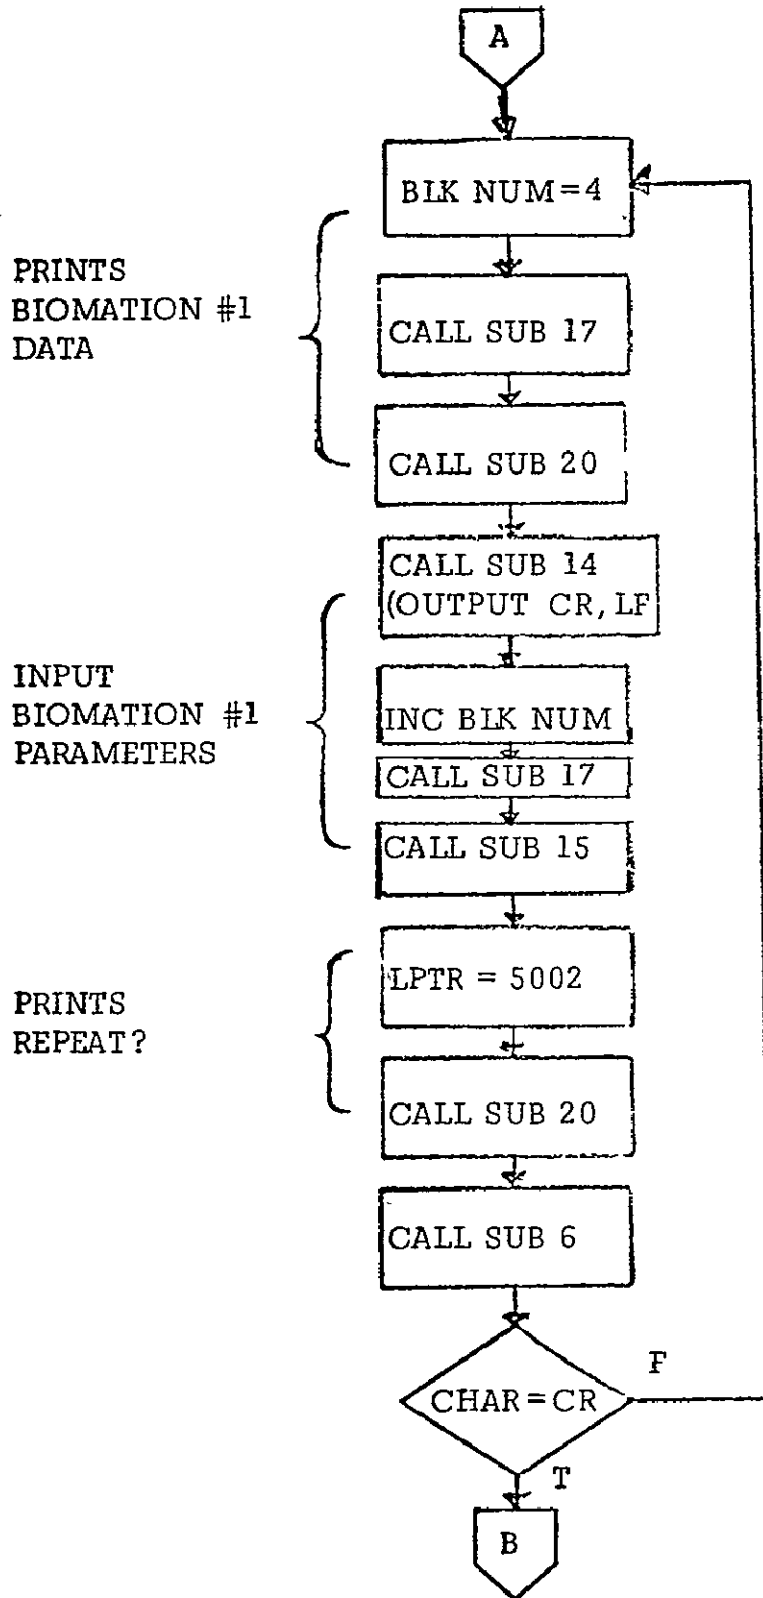 A
BLK NUM=4
PRINTS
BIOMATION #1
DATA
CALL SUB 17
CALL SUB 20
CALL SUB 14
(OUTPUT CR, LF
INPUT
BIOMATION #1
PARAMETERS
INC BLK NUM
CALL SUB 17
CALL SUB 15
LPTR = 5002
PRINTS
REPEAT?
CALL SUB 20
CALL SUB 6
F
CHAR=CR
T
B